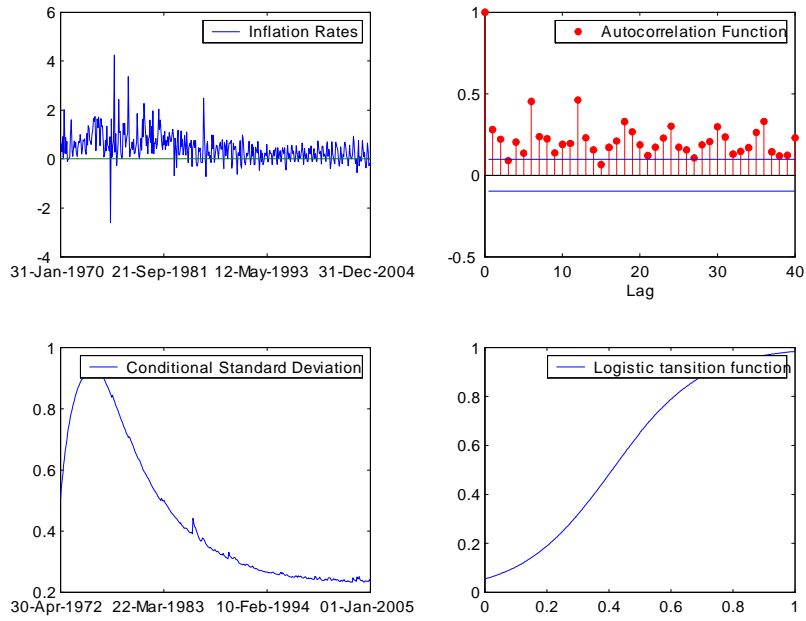 6
Inflation Rates
4
2
0
-2
-4
31-Jan-1970 21-Sep-1981 12-May-1993 31-Dec-2004
1
Autocorrelation Function
0.5
0
-0.5
0 10 20 30 40
Lag
1
Conditional Standard Deviation
0.8
0.6
0.4
0.2
30-Apr-1972 22-Mar-1983 10-Feb-1994 01-Jan-2005
1
Logistic tansition function
0.8
0.6
0.4
0.2
0
0 0.2 0.4 0.6 0.8 1